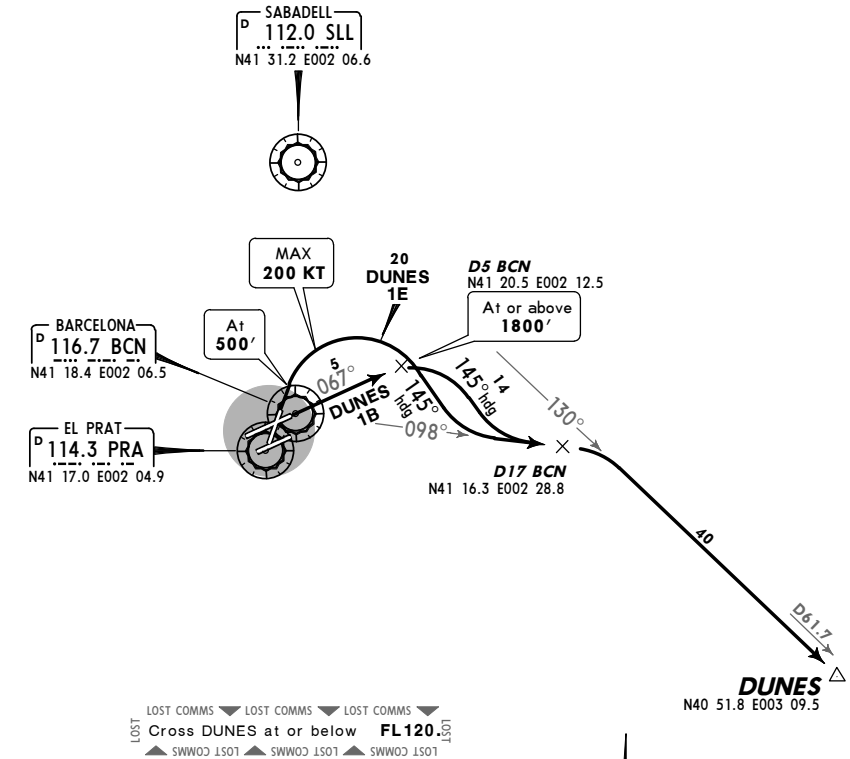 SABADELL
D 112.0 SLL
N41 31.2 E002 06.6
MAX
200 KT
20
DUNES
1E
D5 BCN
N41 20.5 E002 12.5
At or above
1800'
At
500'
BARCELONA
D 116.7 BCN
N41 18.4 E002 06.5
5
067°
DUNES
1B
145°
hdg
145°
hdg
14
130°
098°
EL PRAT
D 114.3 PRA
N41 17.0 E002 04.9
D17 BCN
N41 16.3 E002 28.8
40
D61.7
DUNES
N40 51.8 E003 09.5
LOST COMMS LOST COMMS LOST COMMS
LOST
Cross DUNES at or below FL120.
LOST
LOST COMMS LOST COMMS LOST COMMS